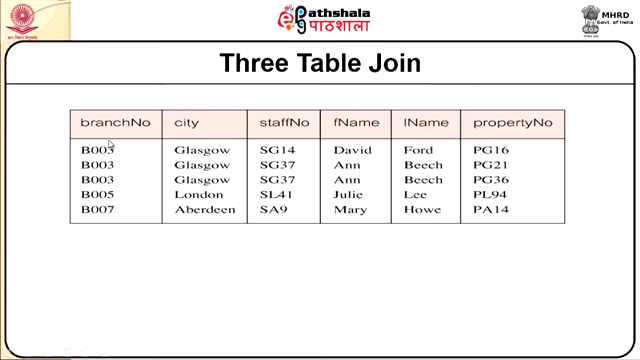 Pathshala
पाठशाला
MHRD
Govt. of India
Three Table Join
branchNo city staffNo fName lName propertyNo
B003 Glasgow SG14 David Ford PG16
B003 Glasgow SG37 Ann Beech PG21
B003 Glasgow SG37 Ann Beech PG36
B005 London SL41 Julie Lee PL94
B007 Aberdeen SA9 Mary Howe PA14